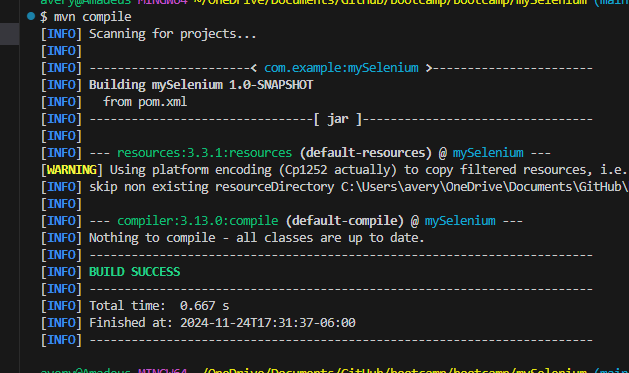 avery@Amadeus MINGW64 ~/OneDrive/Documents/GitHub/bootcamp/bootcamp/mySelenium (main
$ mvn compile
[INFO] Scanning for projects...
[INFO]
[INFO] -----------------------< com.example:mySelenium >-----------------------
[INFO] Building mySelenium 1.0-SNAPSHOT
[INFO]   from pom.xml
[INFO] --------------------------------[ jar ]---------------------------------
[INFO]
[INFO] --- resources:3.3.1:resources (default-resources) @ mySelenium ---
[WARNING] Using platform encoding (Cp1252 actually) to copy filtered resources, i.e.
[INFO] skip non existing resourceDirectory C:\Users\avery\OneDrive\Documents\GitHub\
[INFO]
[INFO] --- compiler:3.13.0:compile (default-compile) @ mySelenium ---
[INFO] Nothing to compile - all classes are up to date.
[INFO] ------------------------------------------------------------------------
[INFO] BUILD SUCCESS
[INFO] ------------------------------------------------------------------------
[INFO] Total time:  0.667 s
[INFO] Finished at: 2024-11-24T17:31:37-06:00
[INFO] ------------------------------------------------------------------------
avery@Amadeus MINGW64 ~/OneDrive/Documents/GitHub/bootcamp/bootcamp/mySelenium (main